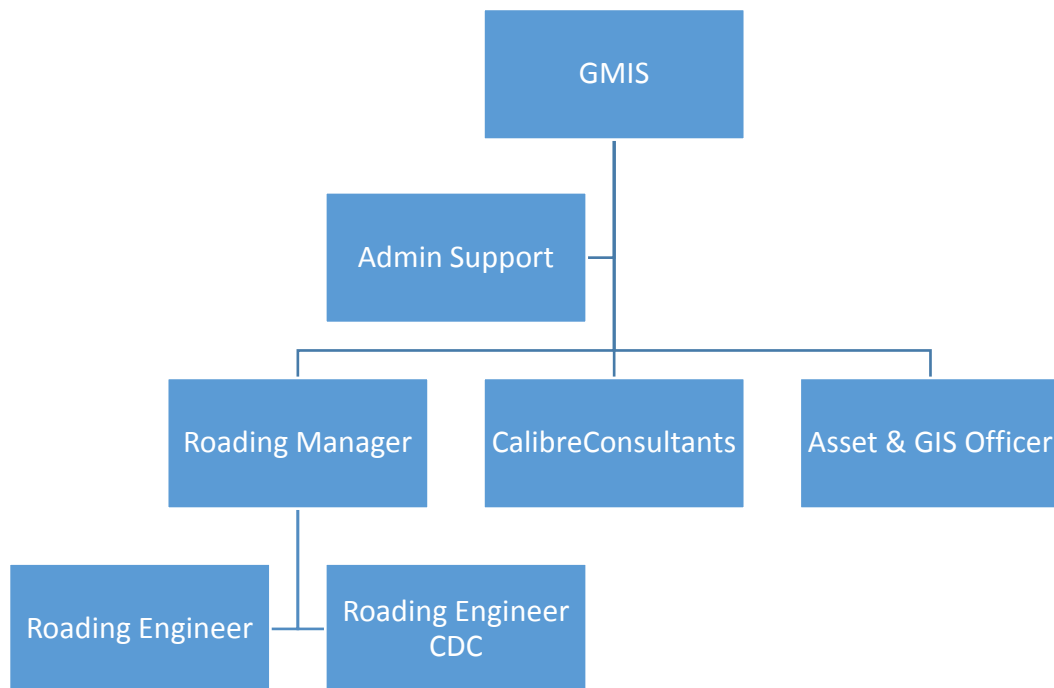 GMIS
Admin Support
Roading Manager
CalibreConsultants
Asset & GIS Officer
Roading Engineer
Roading Engineer
CDC